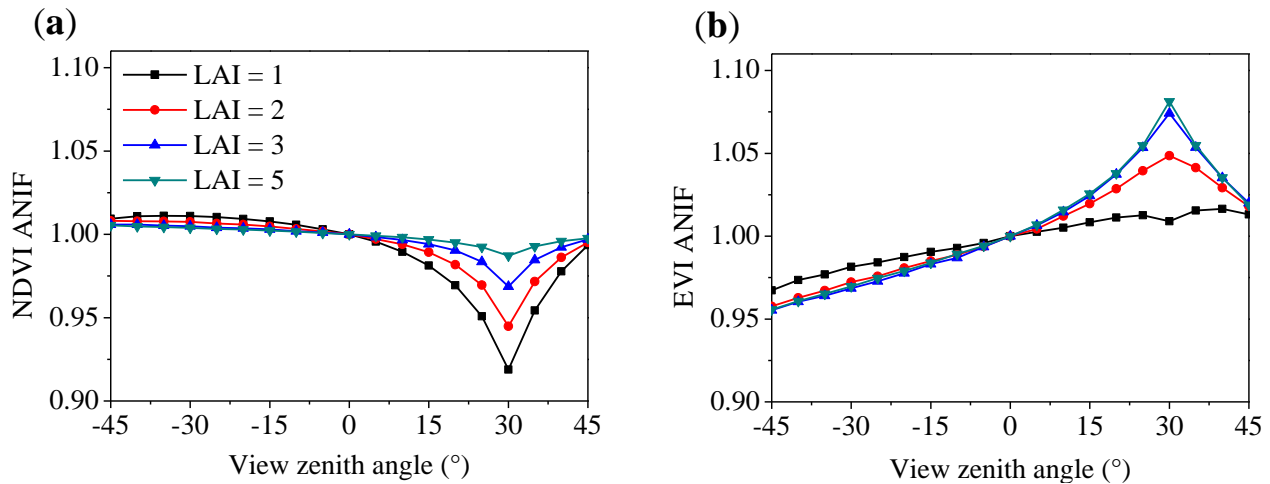 (a)
NDVI ANIF
1.10
1.05
1.00
0.95
0.90
LAI = 1
LAI = 2
LAI = 3
LAI = 5
-45 -30 -15 0 15 30 45
View zenith angle (°)
(b)
EVI ANIF
1.10
1.05
1.00
0.95
0.90
-45 -30 -15 0 15 30 45
View zenith angle (°)